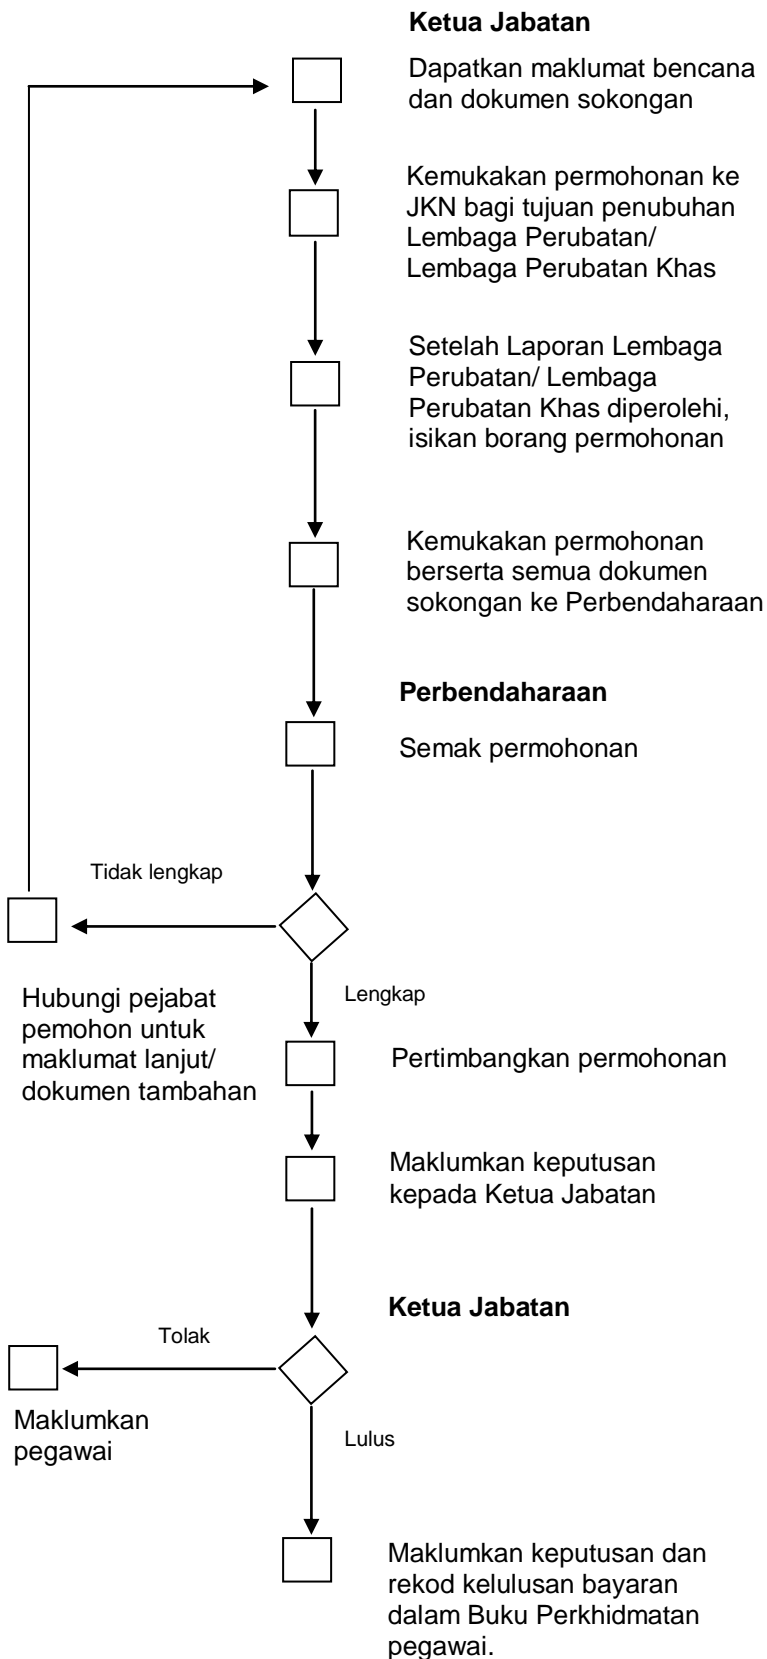 Ketua Jabatan
Dapatkan maklumat bencana
dan dokumen sokongan
Kemukakan permohonan ke
JKN bagi tujuan penubuhan
Lembaga Perubatan/
Lembaga Perubatan Khas
Setelah Laporan Lembaga
Perubatan/ Lembaga
Perubatan Khas diperolehi,
isikan borang permohonan
Kemukakan permohonan
berserta semua dokumen
sokongan ke Perbendaharaan
Perbendaharaan
Semak permohonan
Tidak lengkap
Hubungi pejabat
pemohon untuk
maklumat lanjut/
dokumen tambahan
Lengkap
Pertimbangkan permohonan
Maklumkan keputusan
kepada Ketua Jabatan
Ketua Jabatan
Tolak
Maklumkan
pegawai
Lulus
Maklumkan keputusan dan
rekod kelulusan bayaran
dalam Buku Perkhidmatan
pegawai.